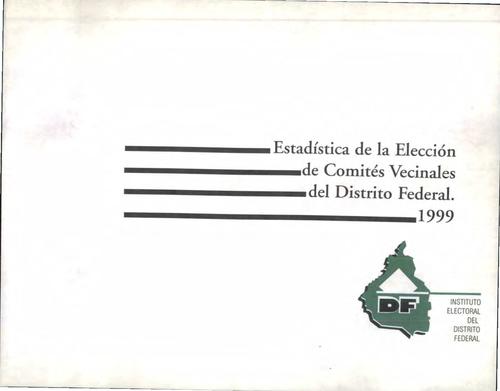 Estadística de la Elección
de Comités Vecinales
del Distrito Federal.
1999
DF
INSTITUTO
ELECTORAL
DEL
DISTRITO
FEDERAL